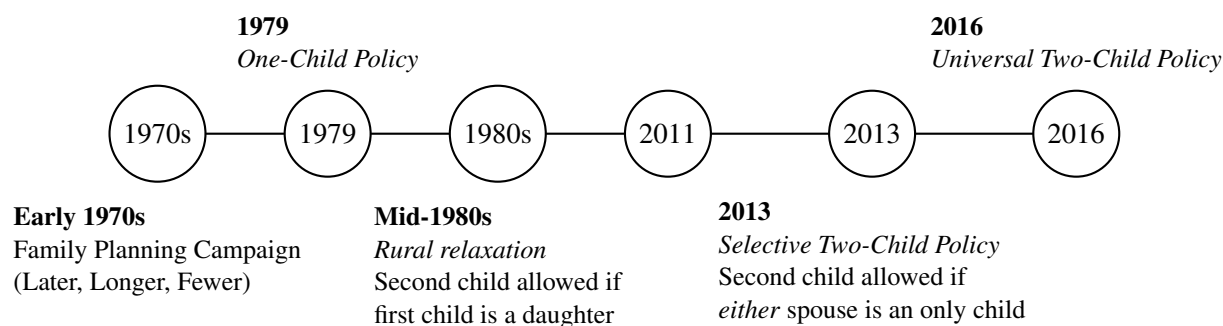 1979
One-Child Policy
2016
Universal Two-Child Policy
1970s
1979
1980s
2011
2013
2016
Early 1970s
Family Planning Campaign
(Later, Longer, Fewer)
Mid-1980s
Rural relaxation
Second child allowed if
first child is a daughter
2013
Selective Two-Child Policy
Second child allowed if
either spouse is an only child